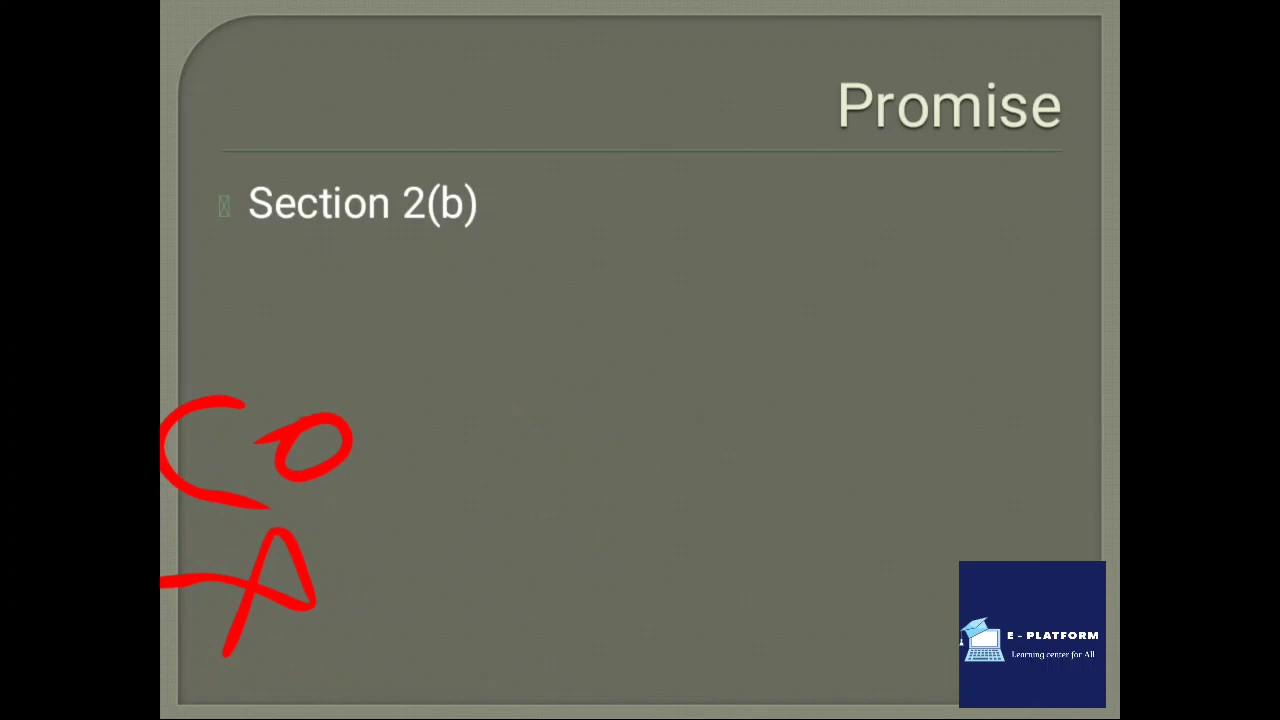 Promise
Section 2(b)
Co
A
E - PLATFORM
Learning center for All